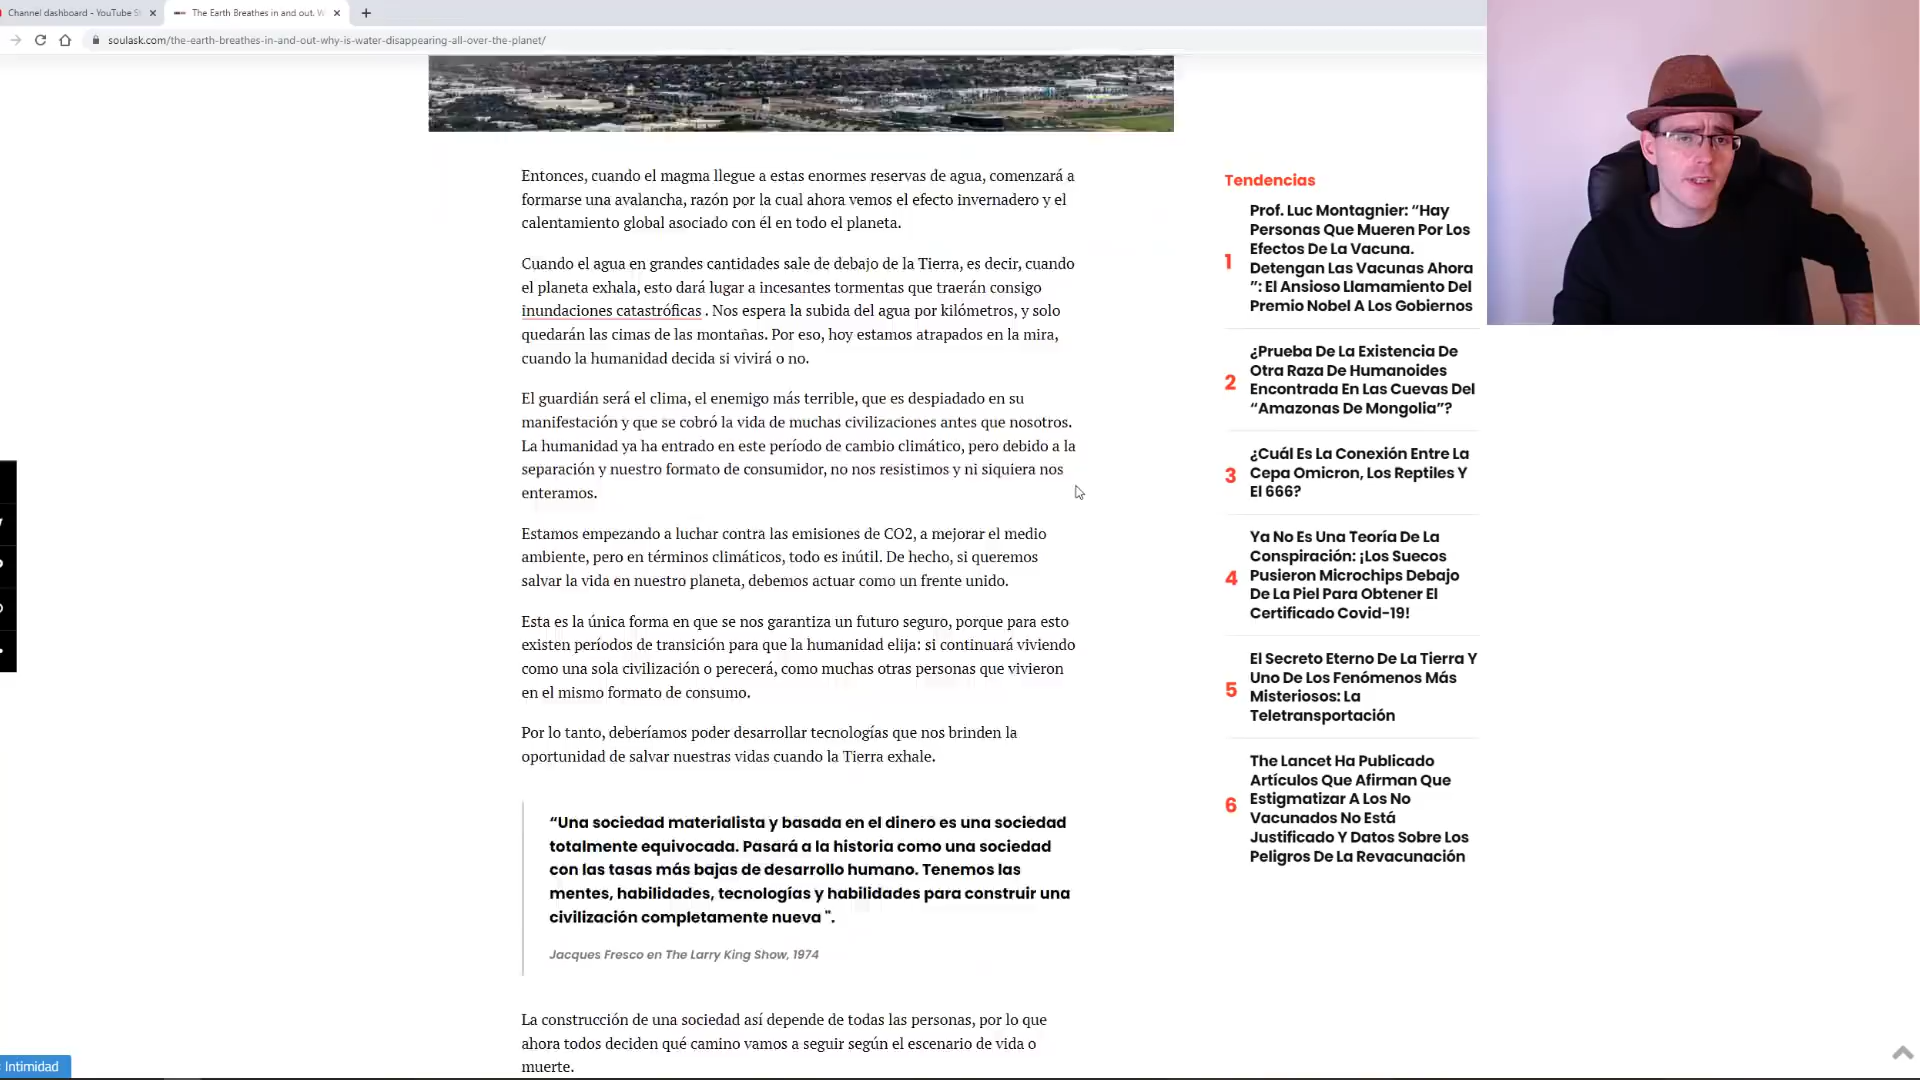 Channel dashboard - YouTube S
The Earth Breathes in and out. W
soulask.com/the-earth-breathes-in-and-out-why-is-water-disappearing-all-over-the-planet/
Entonces, cuando el magma llegue a estas enormes reservas de agua, comenzará a
formarse una avalancha, razón por la cual ahora vemos el efecto invernadero y el
calentamiento global asociado con él en todo el planeta.
Cuando el agua en grandes cantidades sale de debajo de la Tierra, es decir, cuando
el planeta exhala, esto dará lugar a incesantes tormentas que traerán consigo
inundaciones catastróficas . Nos espera la subida del agua por kilómetros, y solo
quedarán las cimas de las montañas. Por eso, hoy estamos atrapados en la mira,
cuando la humanidad decida si vivirá o no.
El guardián será el clima, el enemigo más terrible, que es despiadado en su
manifestación y que se cobró la vida de muchas civilizaciones antes que nosotros.
La humanidad ya ha entrado en este período de cambio climático, pero debido a la
separación y nuestro formato de consumidor, no nos resistimos y ni siquiera nos
enteramos.
Estamos empezando a luchar contra las emisiones de CO2, a mejorar el medio
ambiente, pero en términos climáticos, todo es inútil. De hecho, si queremos
salvar la vida en nuestro planeta, debemos actuar como un frente unido.
Esta es la única forma en que se nos garantiza un futuro seguro, porque para esto
existen períodos de transición para que la humanidad elija: si continuará viviendo
como una sola civilización o perecerá, como muchas otras personas que vivieron
en el mismo formato de consumo.
Por lo tanto, deberíamos poder desarrollar tecnologías que nos brinden la
oportunidad de salvar nuestras vidas cuando la Tierra exhale.
“Una sociedad materialista y basada en el dinero es una sociedad
totalmente equivocada. Pasará a la historia como una sociedad
con las tasas más bajas de desarrollo humano. Tenemos las
mentes, habilidades, tecnologías y habilidades para construir una
civilización completamente nueva ".
Jacques Fresco en The Larry King Show, 1974
La construcción de una sociedad así depende de todas las personas, por lo que
ahora todos deciden qué camino vamos a seguir según el escenario de vida o
muerte.
Tendencias
1
Prof. Luc Montagnier: “Hay
Personas Que Mueren Por Los
Efectos De La Vacuna.
Detengan Las Vacunas Ahora
”: El Ansioso Llamamiento Del
Premio Nobel A Los Gobiernos
2
¿Prueba De La Existencia De
Otra Raza De Humanoides
Encontrada En Las Cuevas Del
“Amazonas De Mongolia”?
3
¿Cuál Es La Conexión Entre La
Cepa Omicron, Los Reptiles Y
El 666?
4
Ya No Es Una Teoría De La
Conspiración: ¡Los Suecos
Pusieron Microchips Debajo
De La Piel Para Obtener El
Certificado Covid-19!
5
El Secreto Eterno De La Tierra Y
Uno De Los Fenómenos Más
Misteriosos: La
Teletransportación
6
The Lancet Ha Publicado
Artículos Que Afirman Que
Estigmatizar A Los No
Vacunados No Está
Justificado Y Datos Sobre Los
Peligros De La Revacunación
Intimidad